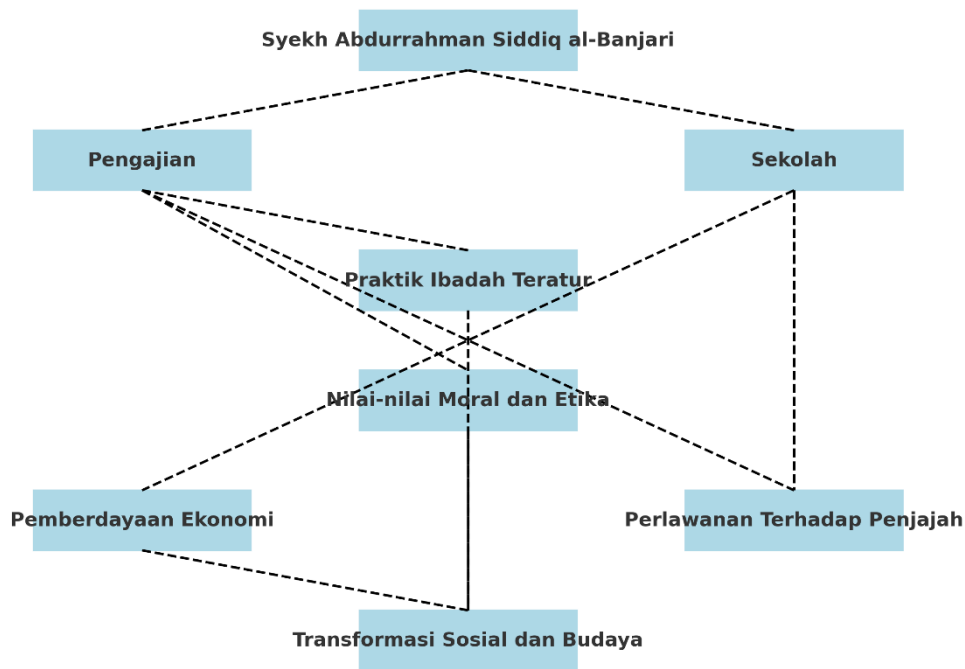 Syekh Abdurrahman Siddiq al-Banjari
Pengajian
Sekolah
Praktik Ibadah Teratur
Nilai-nilai Moral dan Etika
Pemberdayaan Ekonomi
Perlawanan Terhadap Penjajah
Transformasi Sosial dan Budaya